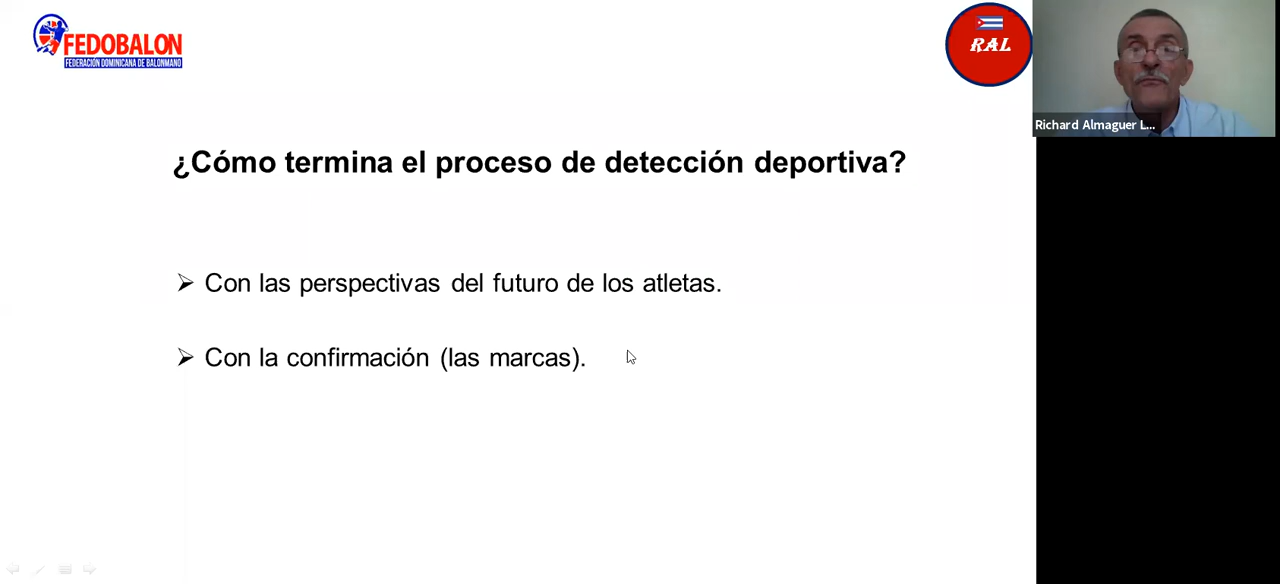 FEDOBALON
FEDERACIÓN DOMINICANA DE BALONMANO
RAL
Richard Almaguer L...
¿Cómo termina el proceso de detección deportiva?
Con las perspectivas del futuro de los atletas.
Con la confirmación (las marcas).